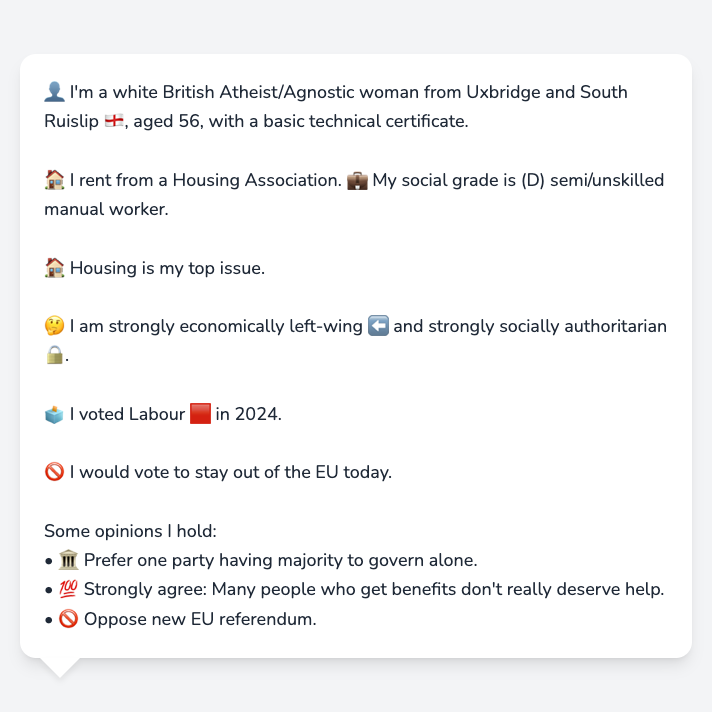 👤 I'm a white British Atheist/Agnostic woman from Uxbridge and South
Ruislip 🏴󠁧󠁢󠁥󠁮󠁧󠁿, aged 56, with a basic technical certificate.
🏠 I rent from a Housing Association. 💼 My social grade is (D) semi/unskilled
manual worker.
🏠 Housing is my top issue.
🤔 I am strongly economically left-wing ⬅️ and strongly socially authoritarian
🔒.
🗳️ I voted Labour 🟥 in 2024.
🚫 I would vote to stay out of the EU today.
Some opinions I hold:
• 🏛️ Prefer one party having majority to govern alone.
• 💯 Strongly agree: Many people who get benefits don't really deserve help.
• 🚫 Oppose new EU referendum.